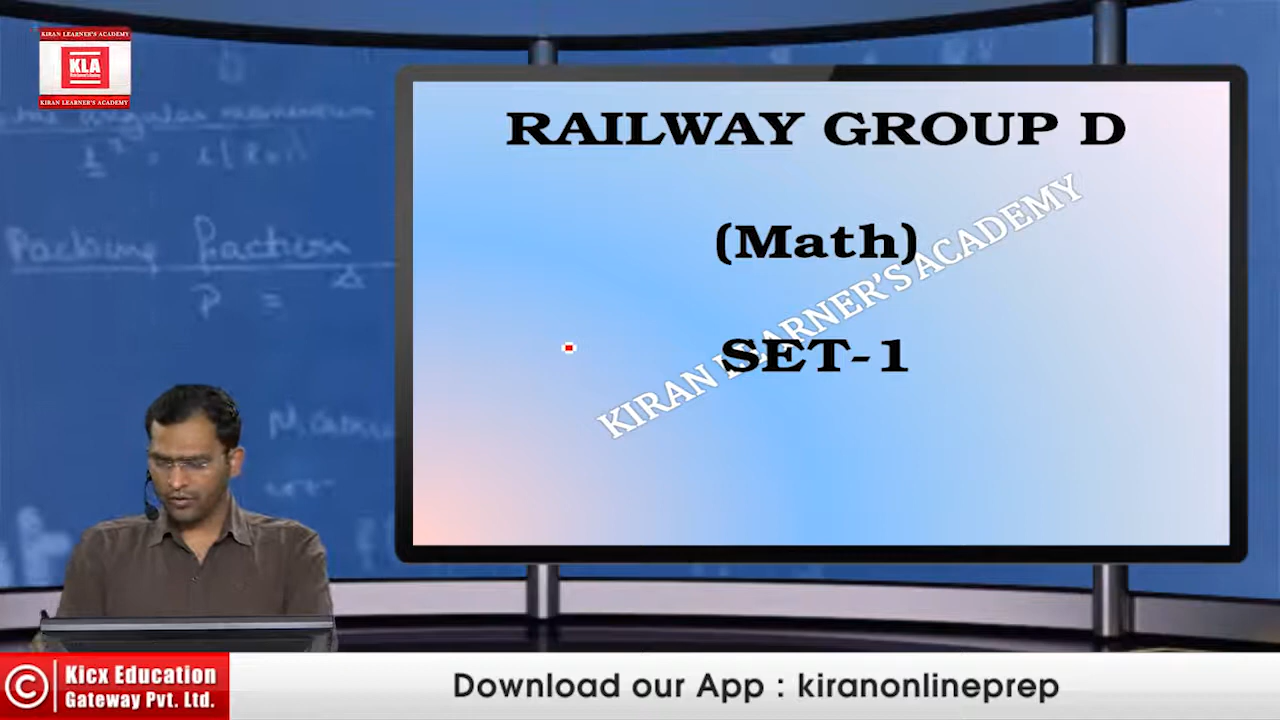 KIRAN LEARNER'S ACADEMY
KLA
KIRAN LEARNER'S ACADEMY
RAILWAY GROUP D
(Math)
SET-1
KIRAN LEARNER'S ACADEMY
Packing fraction
© Kicx Education
Gateway Pvt. Ltd.
Download our App : kiranonlineprep